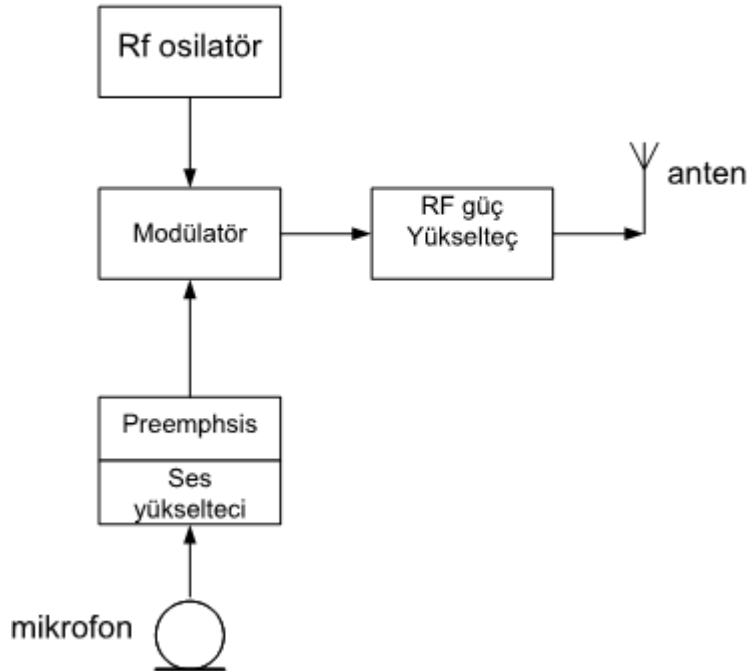 Rf osilatör
Modülatör
RF güç
Yükselteç
anten
Preemphsis
Ses
yükselteci
mikrofon